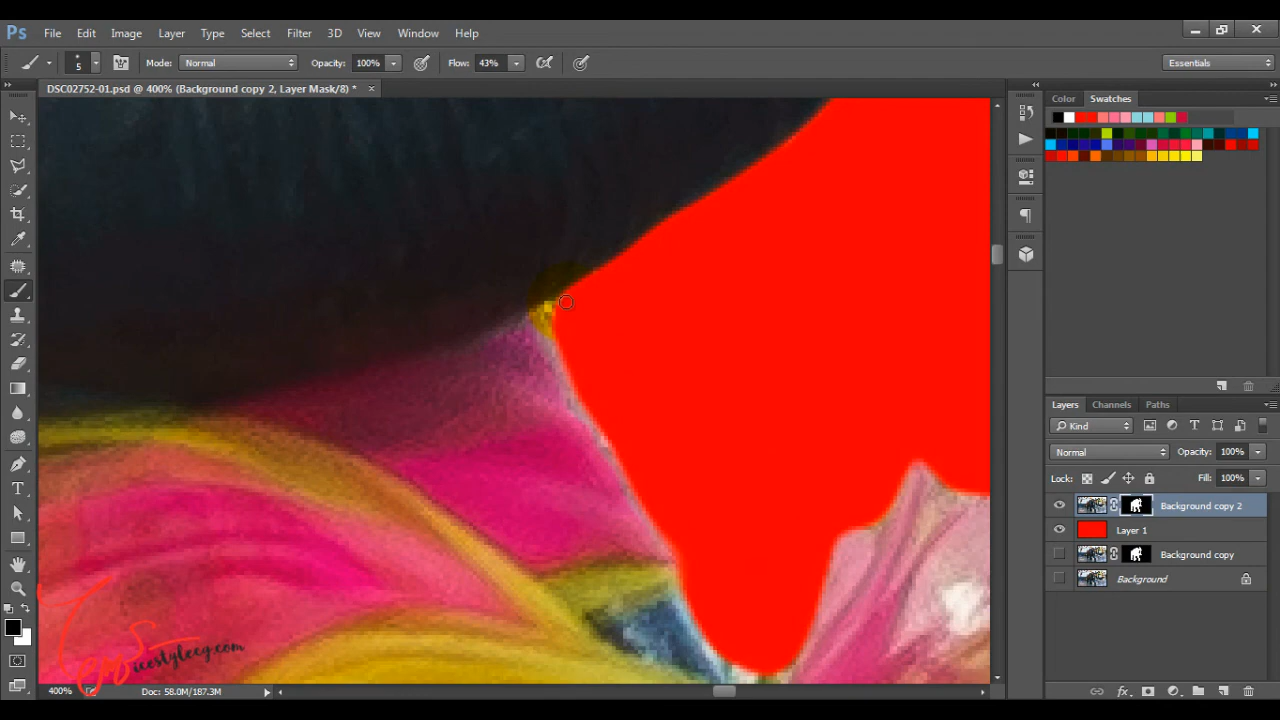 Ps File Edit Image Layer Type Select Filter 3D View Window Help
5 Mode: Normal Opacity: 100% Flow: 43% Essentials
DSC02752-01.psd @ 400% (Background copy 2, Layer Mask/8) *
Color Swatches
Layers Channels Paths
Kind
Normal Opacity: 100%
Lock: Fill: 100%
Background copy 2
Layer 1
Background copy
Background
icestyleeg.com
400% Doc: 58.0M/187.3M